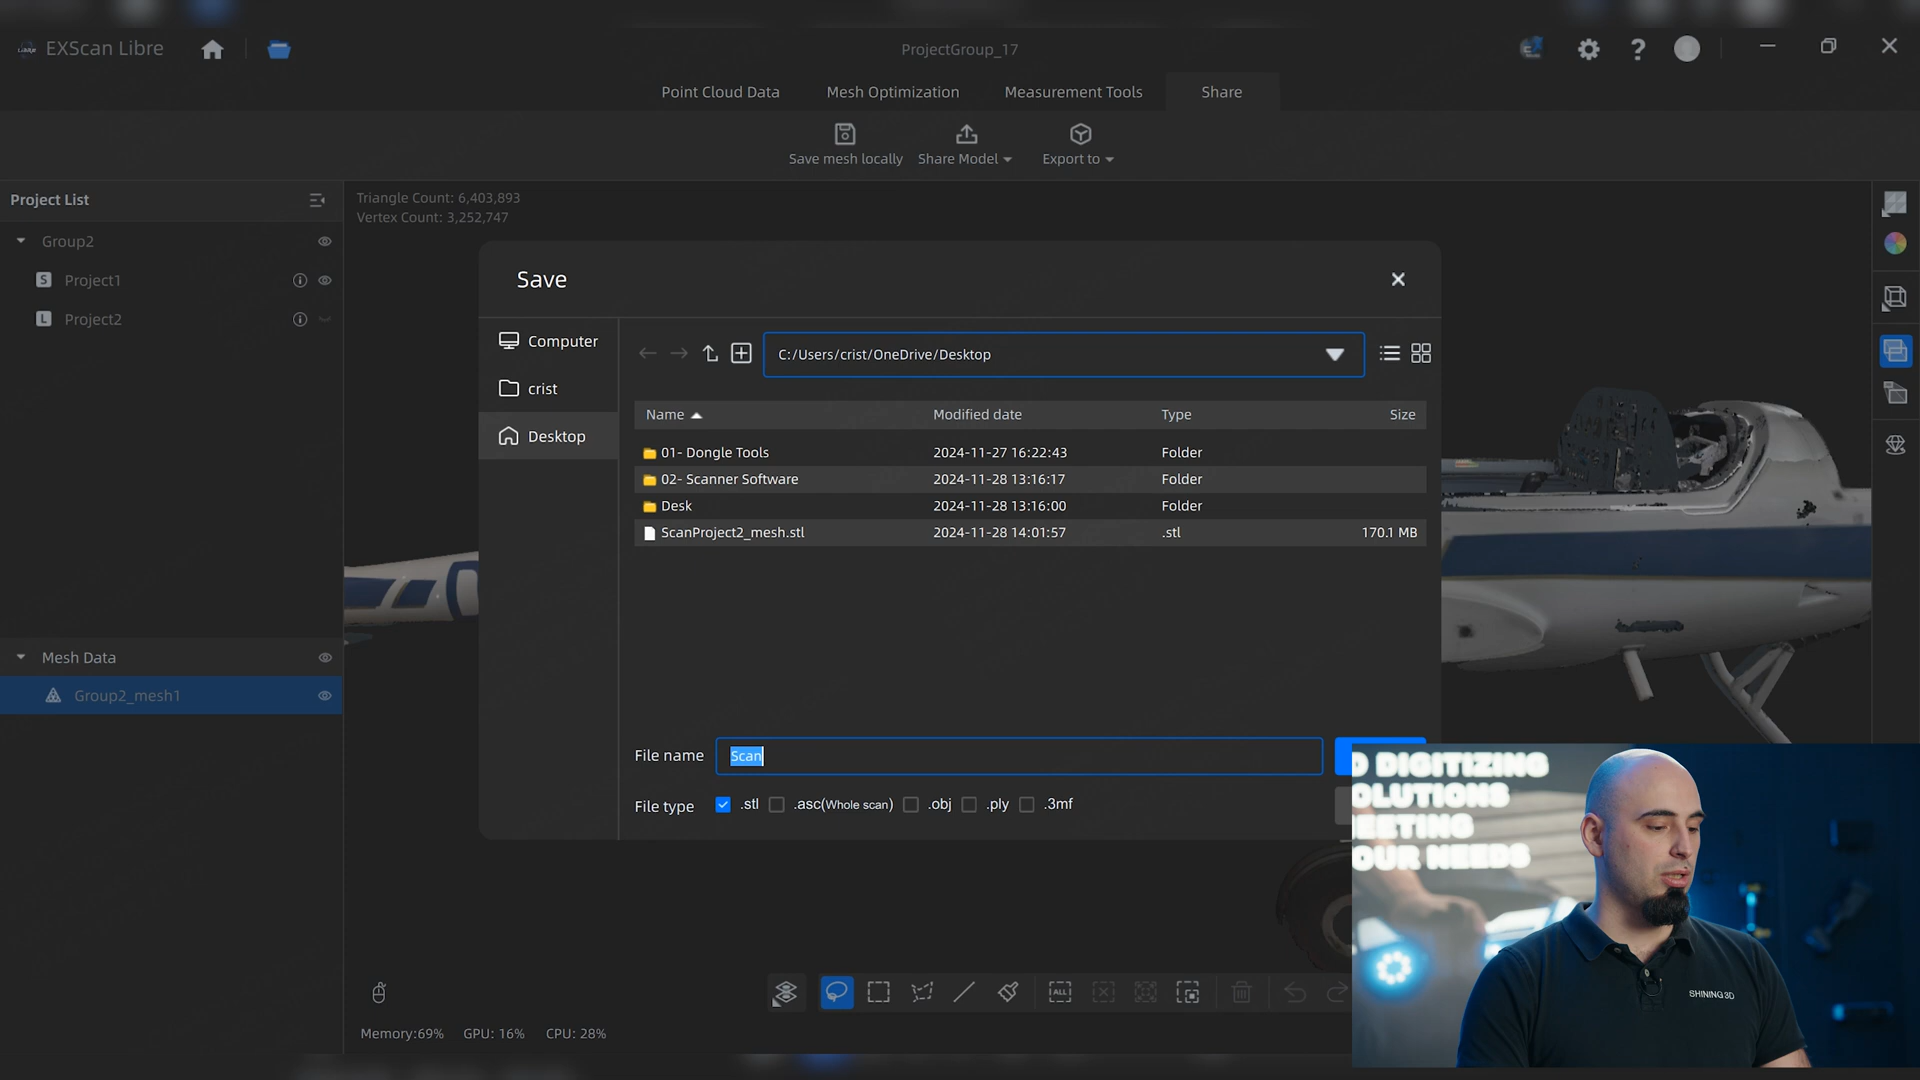 EXScan Libre
ProjectGroup_17
Point Cloud Data
Mesh Optimization
Measurement Tools
Share
Save mesh locally
Share Model
Export to
Project List
Triangle Count: 6,403,893
Vertex Count: 3,252,747
Group2
S Project1
L Project2
Mesh Data
Group2_mesh1
Save
Computer
crist
Desktop
C:/Users/crist/OneDrive/Desktop
Name Modified date Type Size
01- Dongle Tools 2024-11-27 16:22:43 Folder
02- Scanner Software 2024-11-28 13:16:17 Folder
Desk 2024-11-28 13:16:00 Folder
ScanProject2_mesh.stl 2024-11-28 14:01:57 .stl 170.1 MB
File name Scan
File type .stl .asc(Whole scan) .obj .ply .3mf
ALL
Memory:69% GPU: 16% CPU: 28%
D DIGITIZING
OLUTIONS
EETING
OUR NEEDS
SHINING 3D